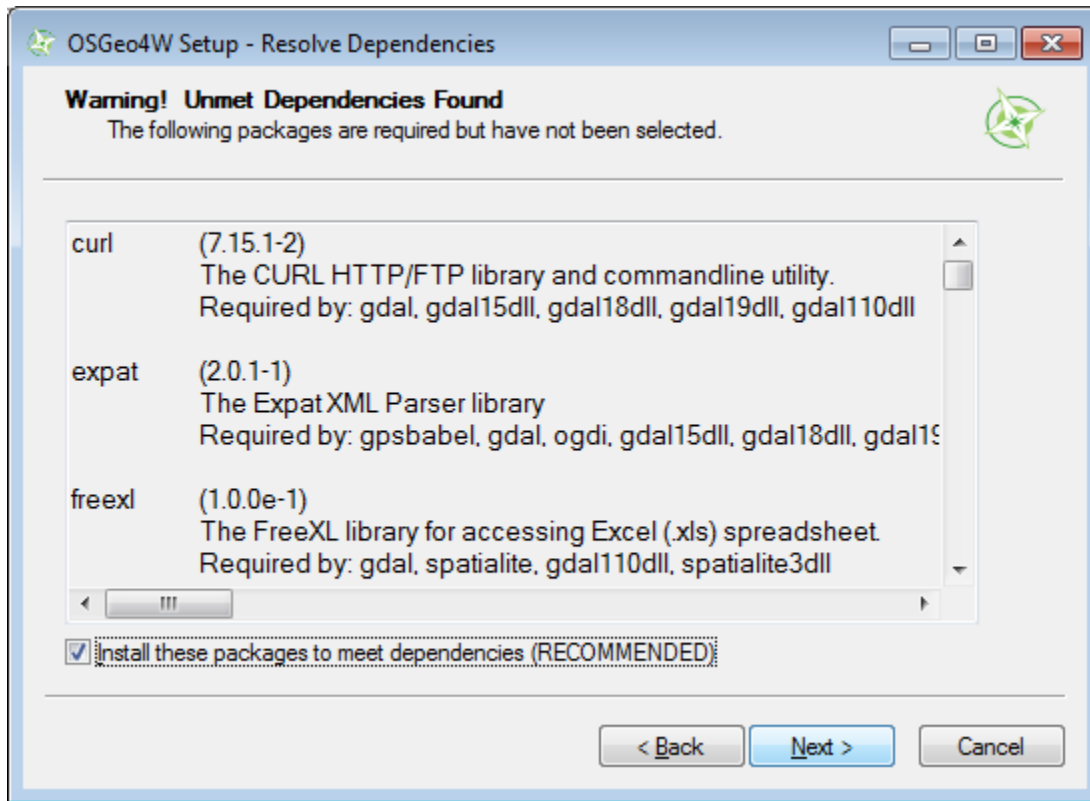 OSGeo4W Setup - Resolve Dependencies
Warning! Unmet Dependencies Found
The following packages are required but have not been selected.
curl (7.15.1-2)
The CURL HTTP/FTP library and commandline utility.
Required by: gdal, gdal15dll, gdal18dll, gdal19dll, gdal110dll
expat (2.0.1-1)
The Expat XML Parser library
Required by: gpsbabel, gdal, ogdi, gdal15dll, gdal18dll, gdal19
freexl (1.0.0e-1)
The FreeXL library for accessing Excel (.xls) spreadsheet.
Required by: gdal, spatialite, gdal110dll, spatialite3dll
Install these packages to meet dependencies (RECOMMENDED)
< Back Next > Cancel